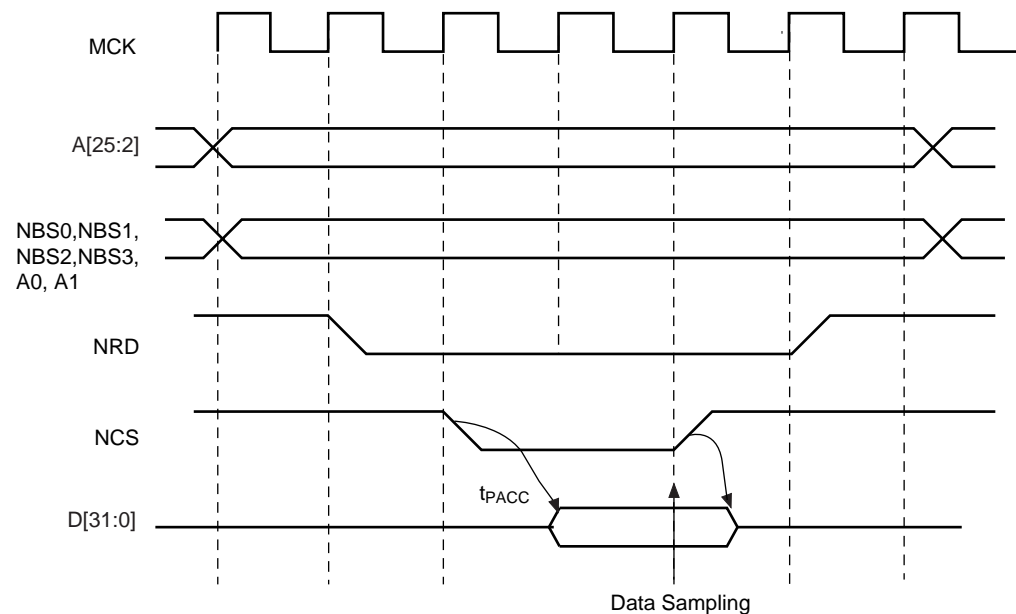 MCK
A[25:2]
NBS0,NBS1,
NBS2,NBS3,
A0, A1
NRD
NCS
tPACC
D[31:0]
Data Sampling